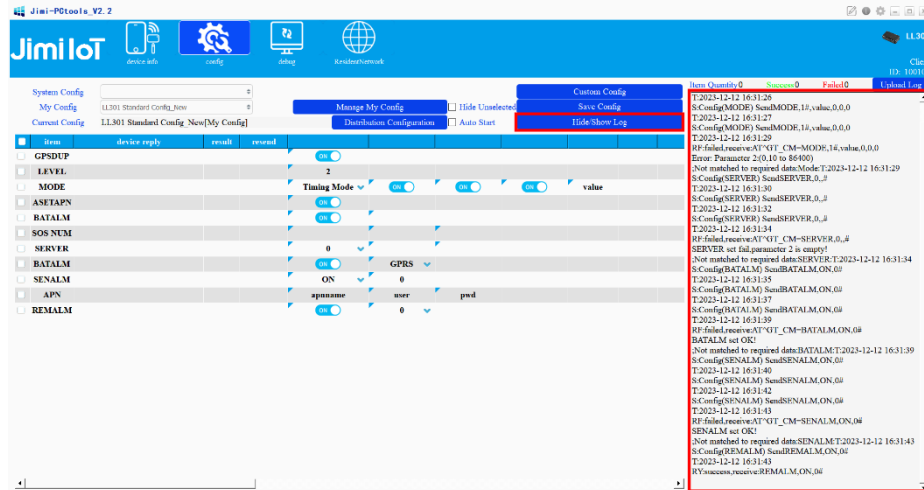 Jimi-PCtools_V2.2
Jimi IoT
device info
config
debug
ResidentNetwork
LL30
Clie
ID: 10010
System Config
My Config LL301 Standard Config_New
Current Config LL301 Standard Config_New[My Config]
Manage My Config
Distribution Configuration
Hide Unselected
Auto Start
Custom Config
Save Config
Hide/Show Log
Item Quantity0 Success0 Failed0 Upload Log
item device reply result resend
GPSDUP ON
LEVEL 2
MODE Timing Mode ON ON ON value
ASETAPN ON
BATALM ON
SOS NUM
SERVER 0
BATALM ON GPRS
SENALM ON 0
APN apnname user pwd
REMALM ON 0
T:2023-12-12 16:31:26
S:Config(MODE) SendMODE,1#,value,0,0,0
T:2023-12-12 16:31:27
S:Config(MODE) SendMODE,1#,value,0,0,0
T:2023-12-12 16:31:29
RF:failed,receive:AT^GT_CM=MODE,1#,value,0,0,0
Error: Parameter 2:(0,10 to 86400)
;Not matched to required data:Mode:T:2023-12-12 16:31:29
S:Config(SERVER) SendSERVER,0,,#
T:2023-12-12 16:31:30
S:Config(SERVER) SendSERVER,0,,#
T:2023-12-12 16:31:32
S:Config(SERVER) SendSERVER,0,,#
T:2023-12-12 16:31:34
RF:failed,receive:AT^GT_CM=SERVER,0,,#
SERVER set fail,parameter 2 is empty!
;Not matched to required data:SERVER:T:2023-12-12 16:31:34
S:Config(BATALM) SendBATALM,ON,0#
T:2023-12-12 16:31:35
S:Config(BATALM) SendBATALM,ON,0#
T:2023-12-12 16:31:37
S:Config(BATALM) SendBATALM,ON,0#
T:2023-12-12 16:31:39
RF:failed,receive:AT^GT_CM=BATALM,ON,0#
BATALM set OK!
;Not matched to required data:BATALM:T:2023-12-12 16:31:39
S:Config(SENALM) SendSENALM,ON,0#
T:2023-12-12 16:31:40
S:Config(SENALM) SendSENALM,ON,0#
T:2023-12-12 16:31:42
S:Config(SENALM) SendSENALM,ON,0#
T:2023-12-12 16:31:43
RF:failed,receive:AT^GT_CM=SENALM,ON,0#
SENALM set OK!
;Not matched to required data:SENALM:T:2023-12-12 16:31:43
S:Config(REMALM) SendREMALM,ON,0#
T:2023-12-12 16:31:43
RY:success,receive:REMALM,ON,0#